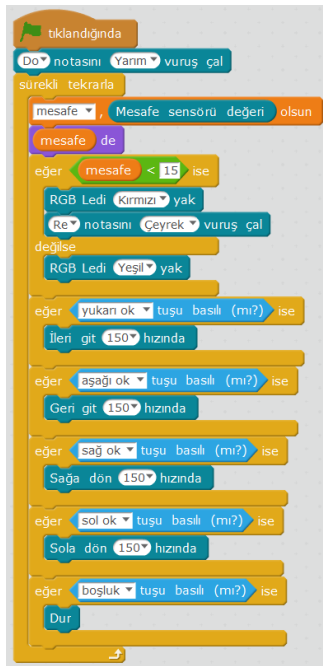 tıklandığında
Do notasını Yarım vuruş çal
sürekli tekrarla
mesafe , Mesafe sensörü değeri olsun
mesafe de
eğer mesafe < 15 ise
RGB Ledi Kırmızı yak
Re notasını Çeyrek vuruş çal
değilse
RGB Ledi Yeşil yak
eğer yukarı ok tuşu basılı (mı?) ise
İleri git 150 hızında
eğer aşağı ok tuşu basılı (mı?) ise
Geri git 150 hızında
eğer sağ ok tuşu basılı (mı?) ise
Sağa dön 150 hızında
eğer sol ok tuşu basılı (mı?) ise
Sola dön 150 hızında
eğer boşluk tuşu basılı (mı?) ise
Dur